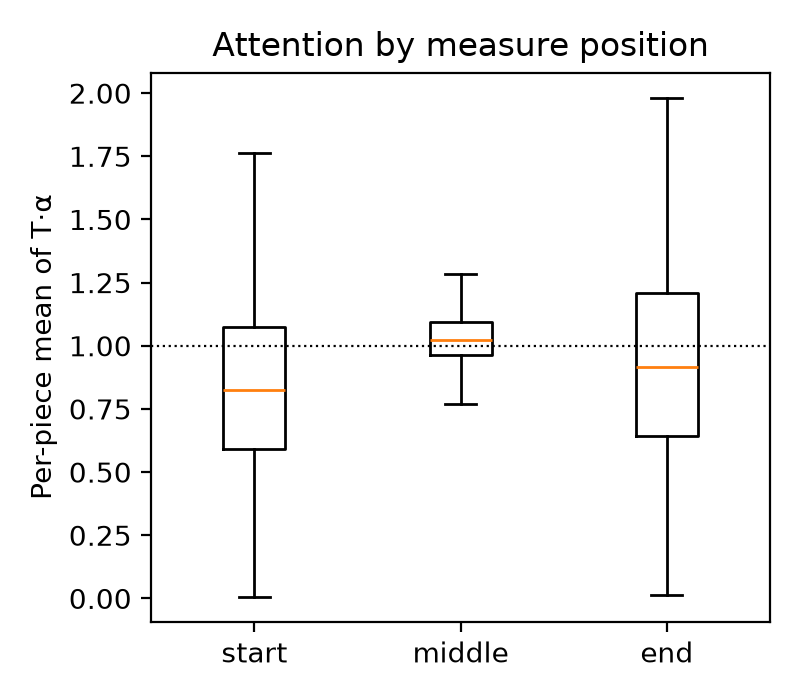 Attention by measure position
Per-piece mean of T·α
2.00
1.75
1.50
1.25
1.00
0.75
0.50
0.25
0.00
start
middle
end